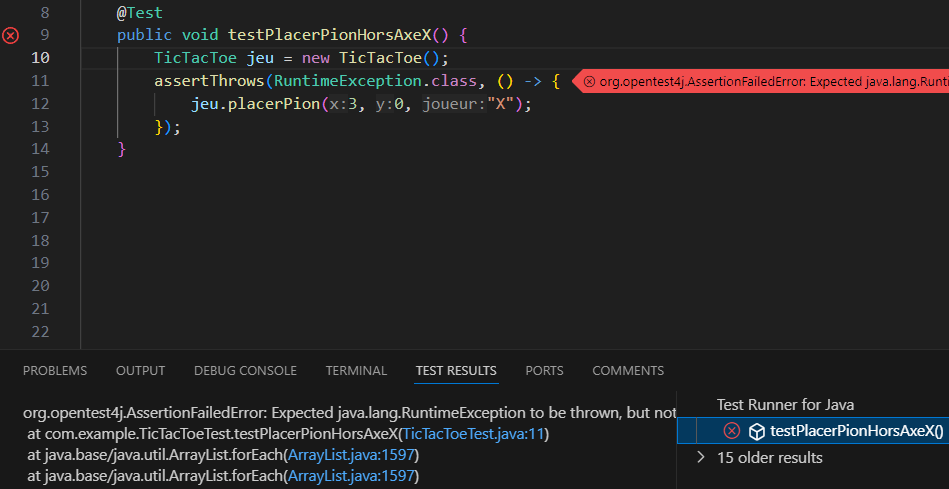 8 @Test
9 public void testPlacerPionHorsAxeX() {
10 TicTacToe jeu = new TicTacToe();
11 assertThrows(RuntimeException.class, () -> { org.opentest4j.AssertionFailedError: Expected java.lang.Runti
12 jeu.placerPion(x:3, y:0, joueur:"X");
13 });
14 }
15
16
17
18
19
20
21
22
PROBLEMS OUTPUT DEBUG CONSOLE TERMINAL TEST RESULTS PORTS COMMENTS
org.opentest4j.AssertionFailedError: Expected java.lang.RuntimeException to be thrown, but not
at com.example.TicTacToeTest.testPlacerPionHorsAxeX(TicTacToeTest.java:11)
at java.base/java.util.ArrayList.forEach(ArrayList.java:1597)
at java.base/java.util.ArrayList.forEach(ArrayList.java:1597)
Test Runner for Java
testPlacerPionHorsAxeX()
15 older results